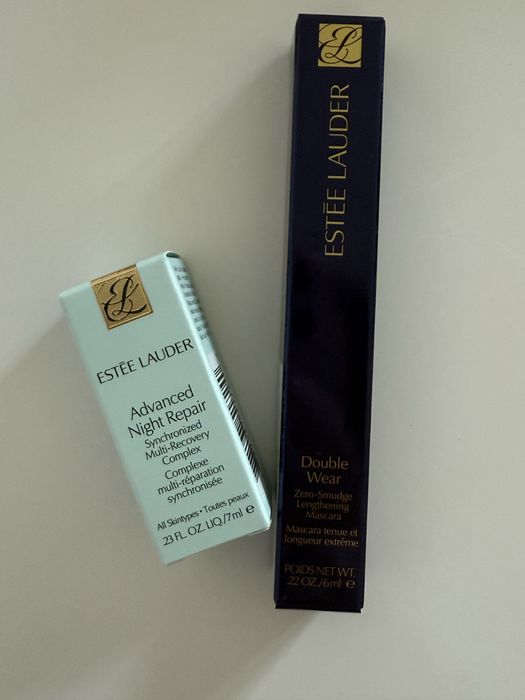 ESTĒE LAUDER
Advanced
Night Repair
Synchronized
Multi-Recovery
Complex
Complexe
multi-réparation
synchronisée
All Skintypes • Toutes peaux
.23 FL. OZ. LIQ./7ml e
ESTĒE LAUDER
Double
Wear
Zero-Smudge
Lengthening
Mascara
Mascara tenue et
longueur extrême
POIDS NET WT.
.22 OZ./6ml e